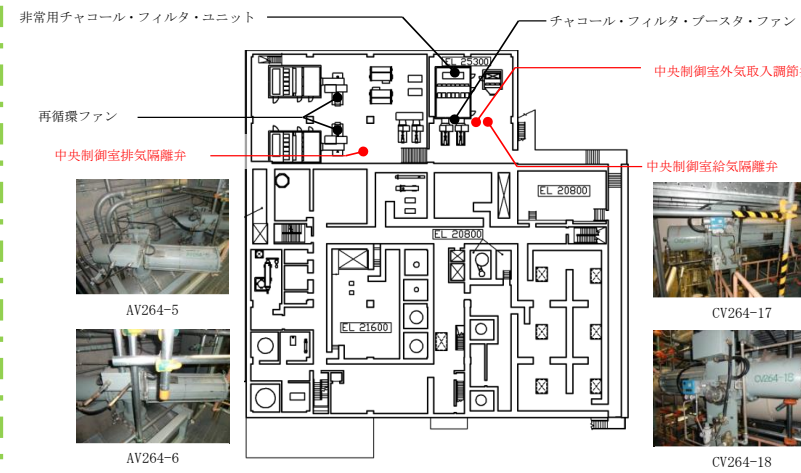 非常用チャコール・フィルタ・ユニット
チャコール・フィルタ・ブースタ・ファン
EL 25300
中央制御室外気取入調節
再循環ファン
中央制御室排気隔離弁
中央制御室給気隔離弁
EL 20800
EL 20800
EL 21600
AV264-5
CV264-17
CV264-18
AV264-6
CV264-18